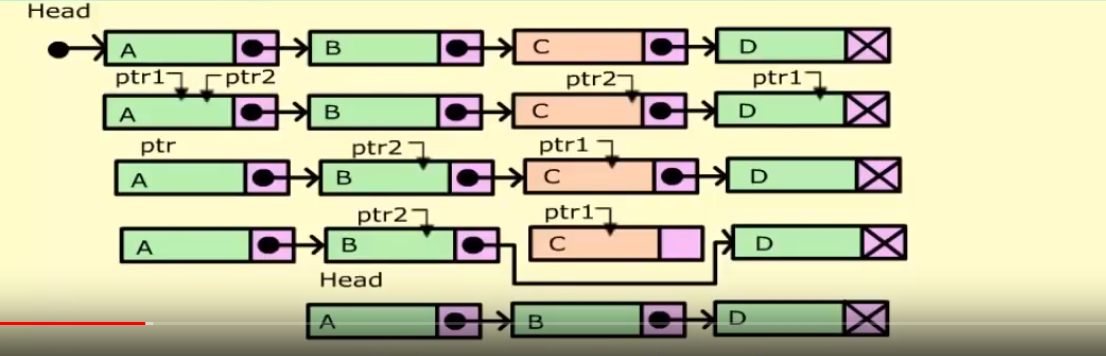 Head
A B C D
ptr1 ptr2 ptr2 ptr1
A B C D
ptr ptr2 ptr1
A B C D
ptr2 ptr1
A B C D
Head
A B D